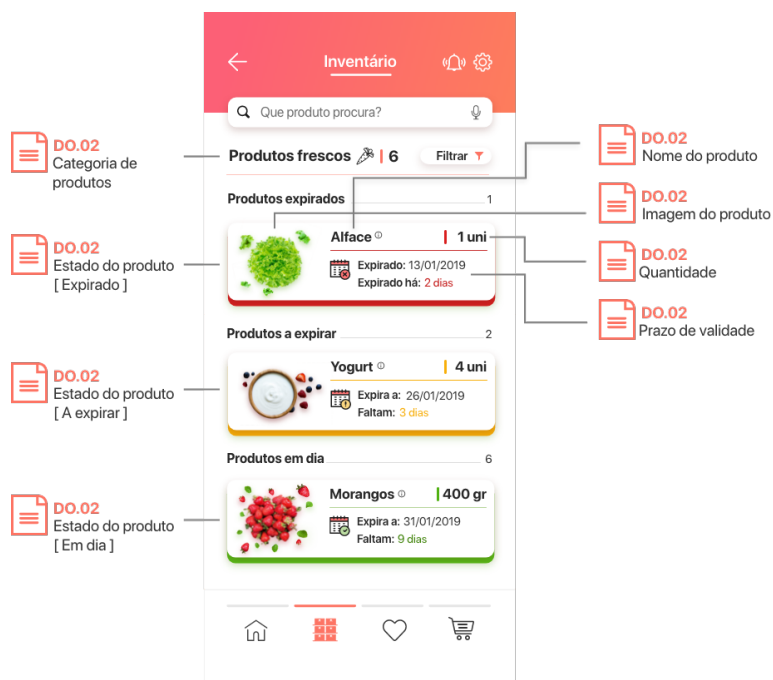 Inventário
Que produto procura?
DO.02
Categoria de
produtos
Produtos frescos 6
Filtrar
DO.02
Nome do produto
Produtos expirados 1
DO.02
Imagem do produto
DO.02
Estado do produto
[ Expirado ]
Alface 1 uni
Expirado: 13/01/2019
Expirado há: 2 dias
DO.02
Quantidade
DO.02
Prazo de validade
Produtos a expirar 2
DO.02
Estado do produto
[ A expirar ]
Yogurt 4 uni
Expira a: 26/01/2019
Faltam: 3 dias
Produtos em dia 6
DO.02
Estado do produto
[ Em dia ]
Morangos 400 gr
Expira a: 31/01/2019
Faltam: 9 dias